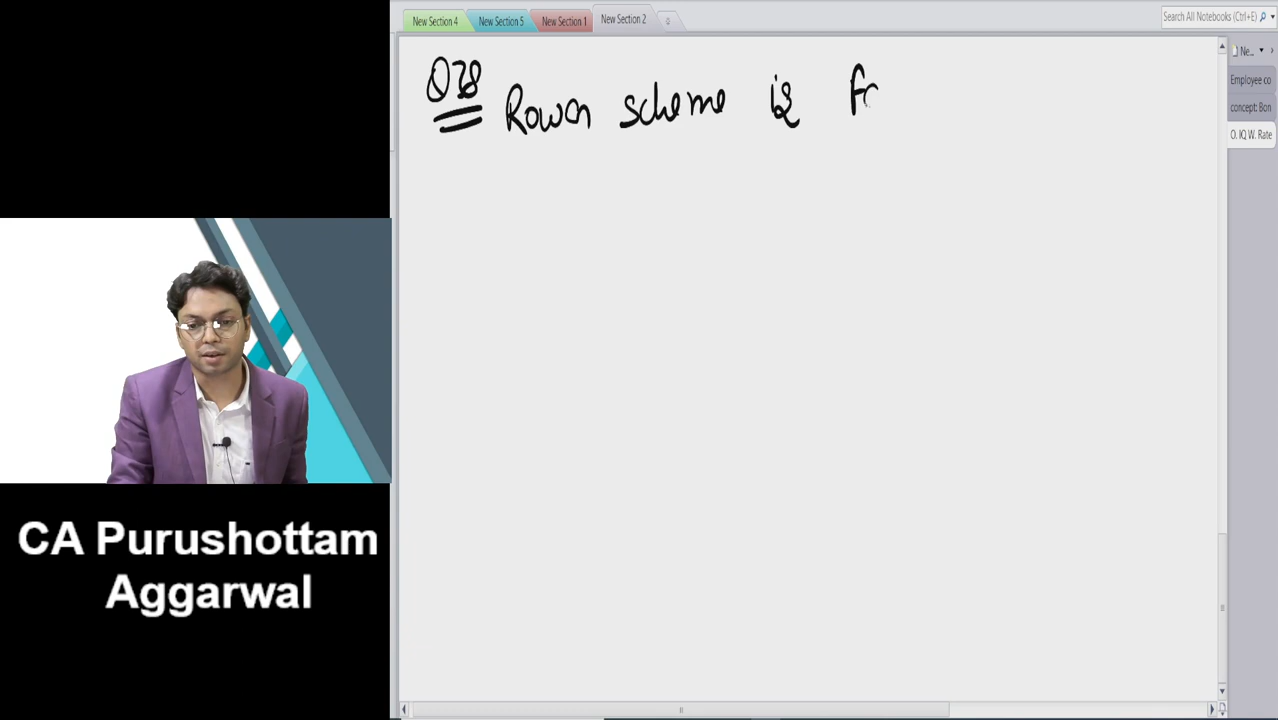 New Section 4
New Section 5
New Section 1
New Section 2
Search All Notebooks (Ctrl+E)
Ne...
Employee co
concept: Bon
O. IQ W. Rate
Q78
Rowan scheme is
CA Purushottam
Aggarwal